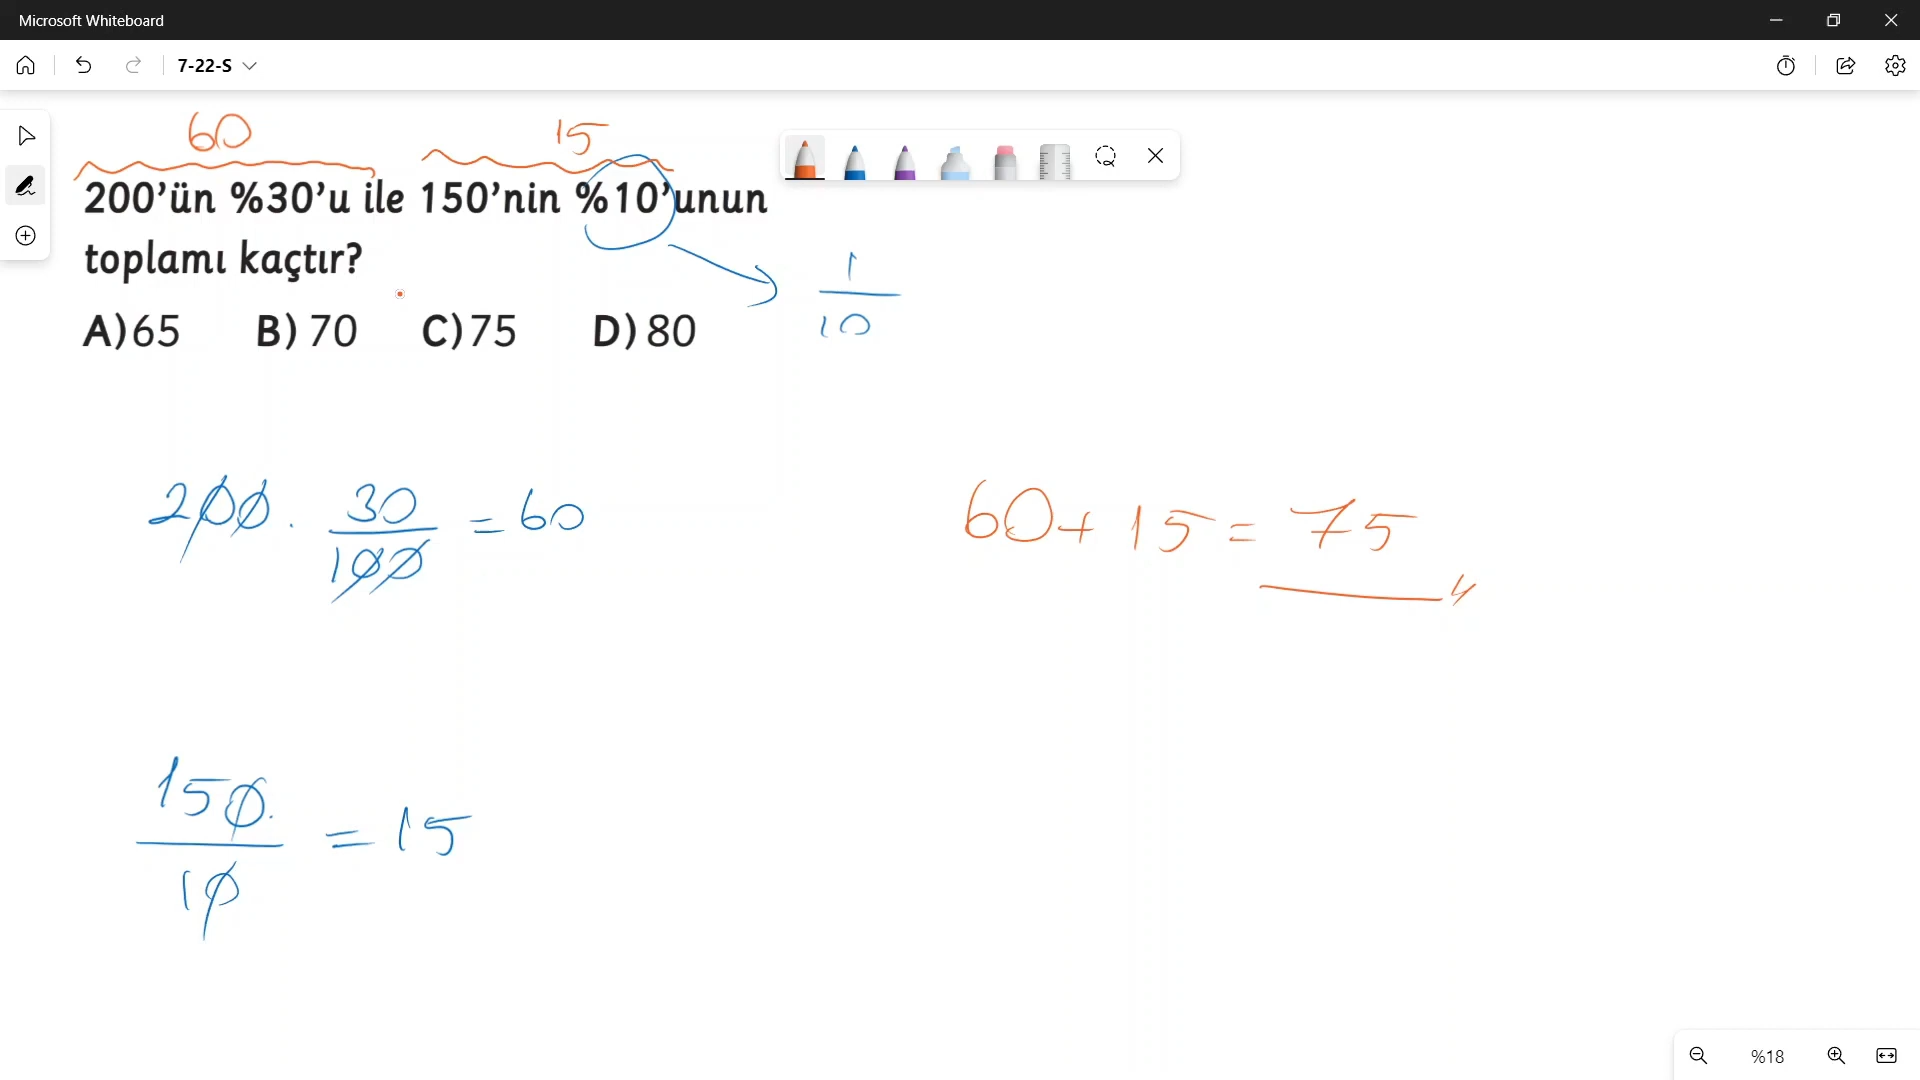 Microsoft Whiteboard
7-22-S
60 15
200’ün %30’u ile 150’nin %10’unun
toplamı kaçtır?
1/10
A) 65 B) 70 C) 75 D) 80
200 . 30/100 = 60
60 + 15 = 75
150/10 = 15
%18